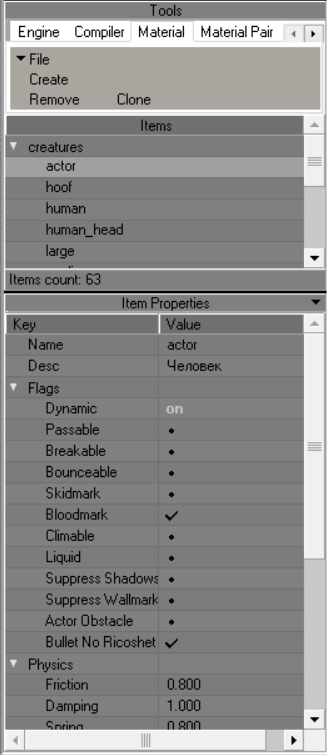 Tools
Engine Compiler Material Material Pair
File
Create
Remove Clone
Items
creatures
actor
hoof
human
human_head
large
Items count: 63
Item Properties
Key Value
Name actor
Desc Человек
Flags
Dynamic on
Passable
Breakable
Bounceable
Skidmark
Bloodmark
Climable
Liquid
Suppress Shadows
Suppress Wallmark
Actor Obstacle
Bullet No Ricoshet
Physics
Friction 0.800
Damping 1.000
Spring 0.800